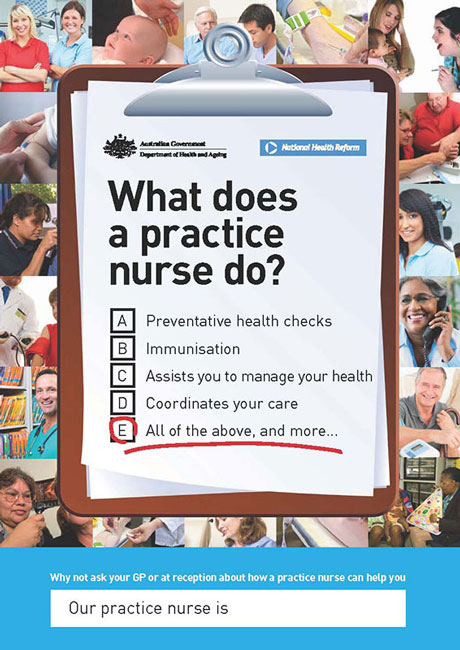 Australian Government
Department of Health and Ageing
National Health Reform
What does
a practice
nurse do?
A Preventative health checks
B Immunisation
C Assists you to manage your health
D Coordinates your care
E All of the above, and more...
Why not ask your GP or at reception about how a practice nurse can help you
Our practice nurse is